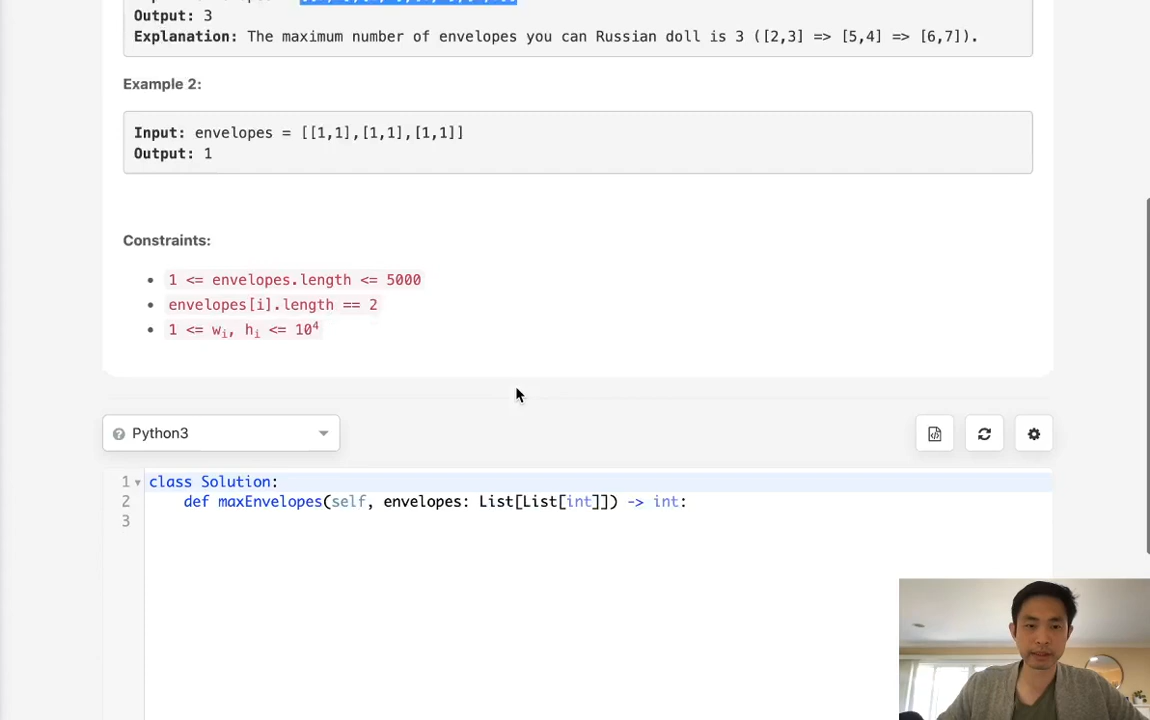 Output: 3
Explanation: The maximum number of envelopes you can Russian doll is 3 ([2,3] => [5,4] => [6,7]).
Example 2:
Input: envelopes = [[1,1],[1,1],[1,1]]
Output: 1
Constraints:
1 <= envelopes.length <= 5000
envelopes[i].length == 2
1 <= wi, hi <= 10⁴
Python3
1 class Solution:
2 def maxEnvelopes(self, envelopes: List[List[int]]) -> int:
3